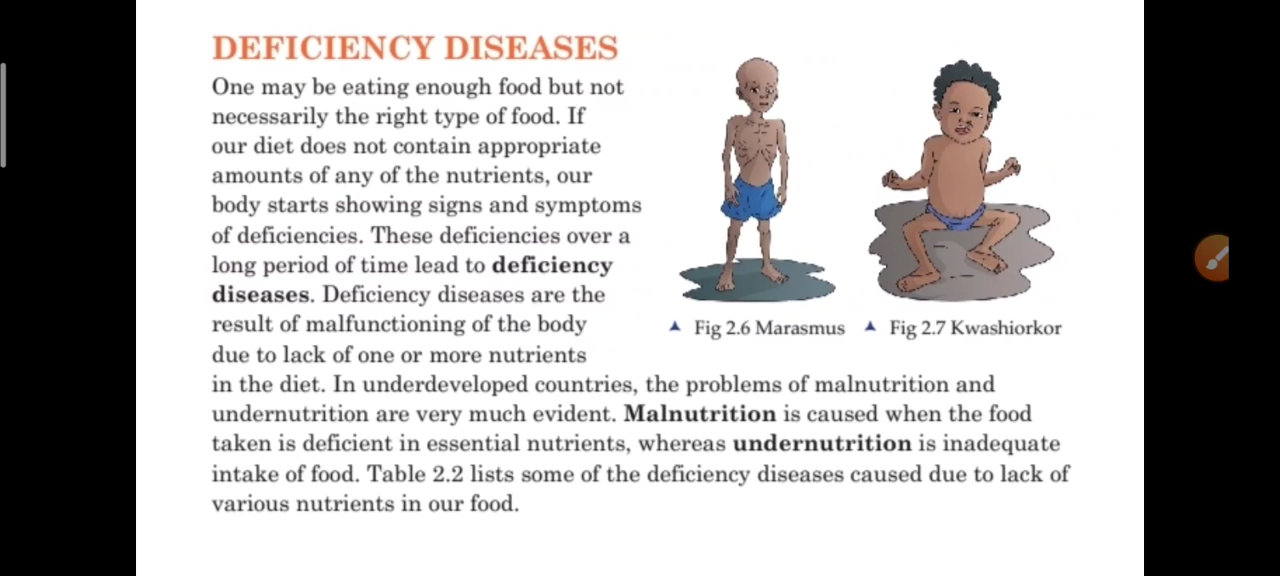 DEFICIENCY DISEASES
One may be eating enough food but not
necessarily the right type of food. If
our diet does not contain appropriate
amounts of any of the nutrients, our
body starts showing signs and symptoms
of deficiencies. These deficiencies over a
long period of time lead to deficiency
diseases. Deficiency diseases are the
result of malfunctioning of the body
due to lack of one or more nutrients
in the diet. In underdeveloped countries, the problems of malnutrition and
undernutrition are very much evident. Malnutrition is caused when the food
taken is deficient in essential nutrients, whereas undernutrition is inadequate
intake of food. Table 2.2 lists some of the deficiency diseases caused due to lack of
various nutrients in our food.
Fig 2.6 Marasmus
Fig 2.7 Kwashiorkor